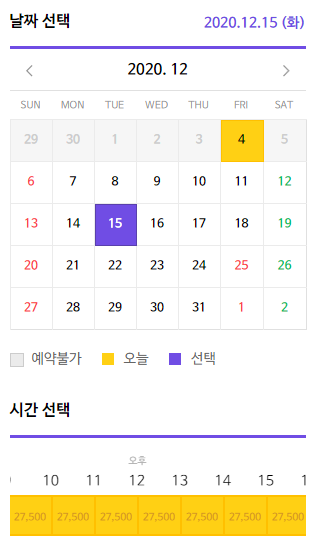 날짜 선택 2020.12.15 (화)
2020. 12
SUN MON TUE WED THU FRI SAT
29 30 1 2 3 4 5
6 7 8 9 10 11 12
13 14 15 16 17 18 19
20 21 22 23 24 25 26
27 28 29 30 31 1 2
예약불가 오늘 선택
시간 선택
오후
10 11 12 13 14 15
27,500 27,500 27,500 27,500 27,500 27,500 27,500